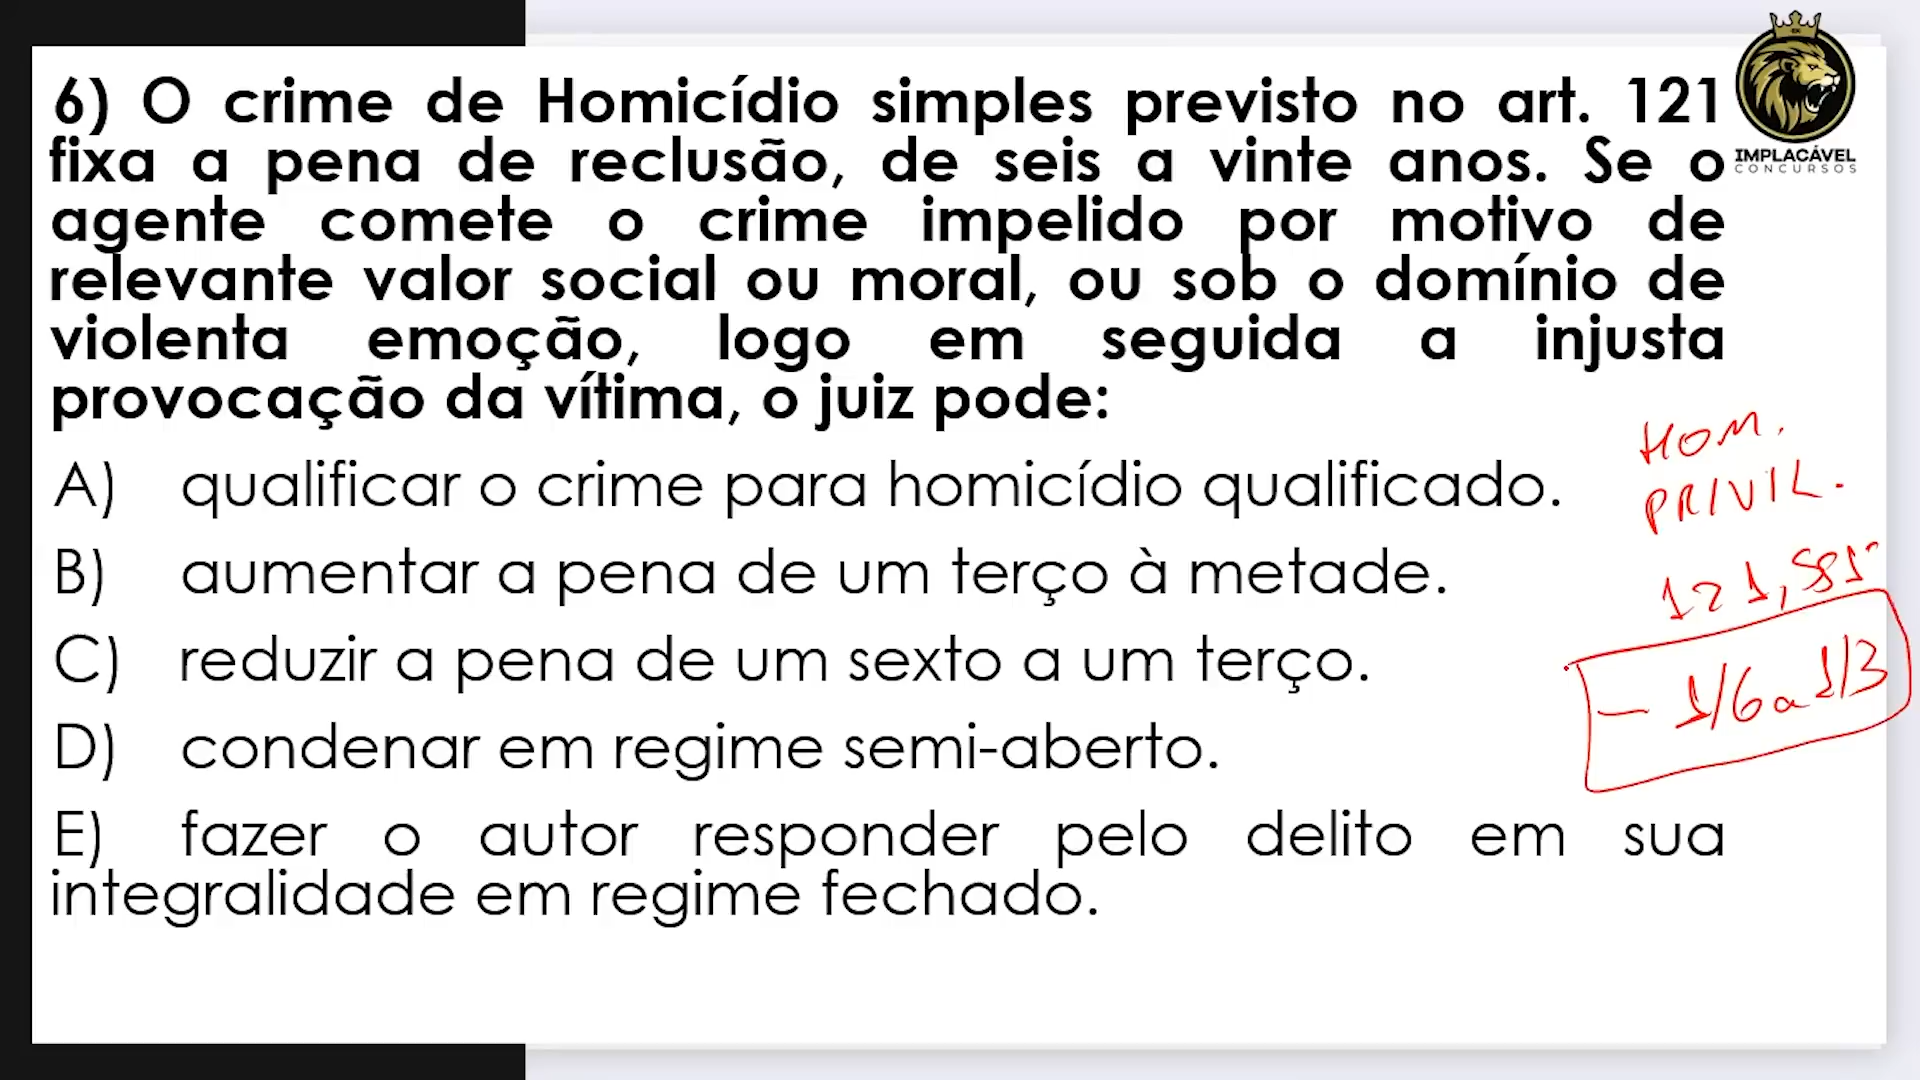 6) O crime de Homicídio simples previsto no art. 121
fixa a pena de reclusão, de seis a vinte anos. Se o
agente comete o crime impelido por motivo de
relevante valor social ou moral, ou sob o domínio de
violenta emoção, logo em seguida a injusta
provocação da vítima, o juiz pode:
A) qualificar o crime para homicídio qualificado.
B) aumentar a pena de um terço à metade.
C) reduzir a pena de um sexto a um terço.
D) condenar em regime semi-aberto.
E) fazer o autor responder pelo delito em sua
integralidade em regime fechado.
IMPLACÁVEL
CONCURSOS
HOM.
PRIVIL.
121, §§1º
- 1/6 a 1/3